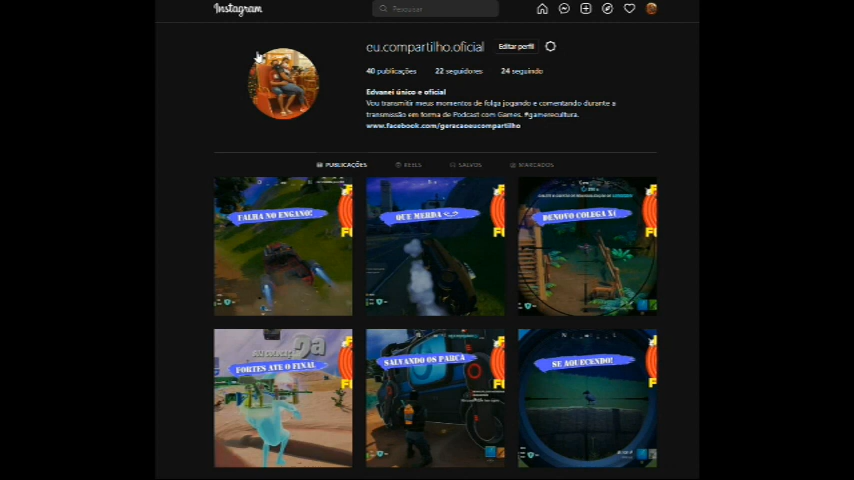 Instagram
Pesquisar
eu.compartilho.oficial
Editar perfil
40 publicações
22 seguidores
24 seguindo
Edvanei único e oficial
Vou transmitir meus momentos de folga jogando e comentando durante a
transmissão em forma de Podcast com Games, #gamerecultura.
www.facebook.com/geracaoeucompartilho
PUBLICAÇÕES
REELS
SALVOS
MARCADOS
FALHA NO ENGANO!
QUE MERDA
DENOVO COLEGA X(
FORTES ATE O FINAL
SALVANDO OS PARÇA
SE AQUECENDO!